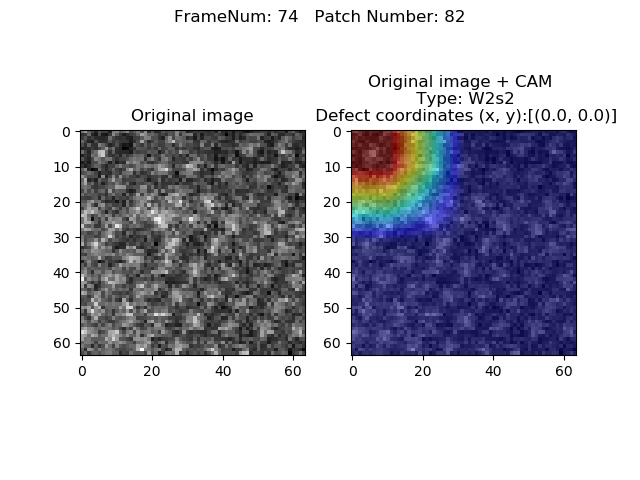 FrameNum: 74   Patch Number: 82
Original image
0
10
20
30
40
50
60
0 20 40 60
Original image + CAM
Type: W2s2
Defect coordinates (x, y):[(0.0, 0.0)]
0
10
20
30
40
50
60
0 20 40 60